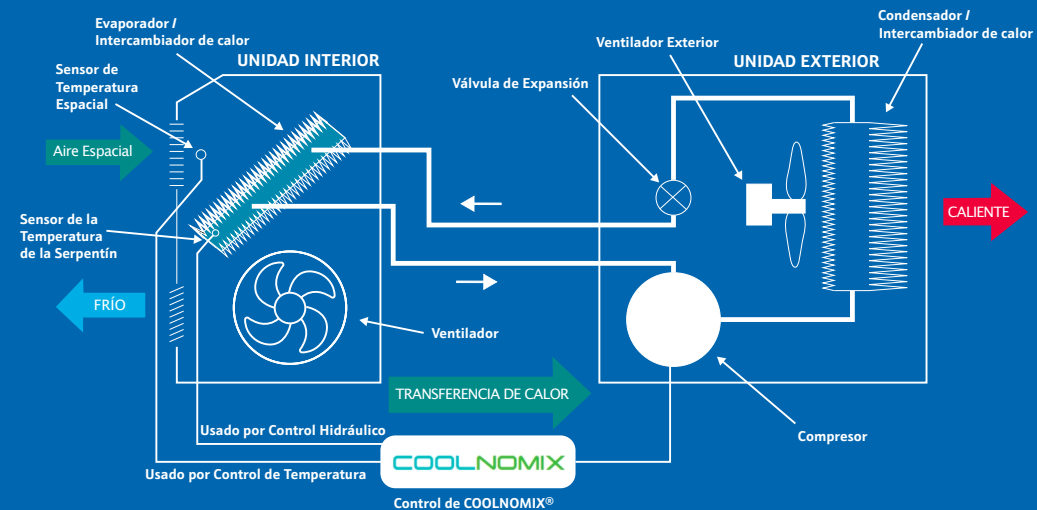 Evaporador /
Intercambiador de calor
UNIDAD INTERIOR
Sensor de
Temperatura
Espacial
Aire Espacial
Sensor de la
Temperatura
de la Serpentín
FRÍO
Ventilador
Condensador /
Intercambiador de calor
Ventilador Exterior
UNIDAD EXTERIOR
Válvula de Expansión
CALIENTE
TRANSFERENCIA DE CALOR
Compresor
Usado por Control Hidráulico
Usado por Control de Temperatura
COOLNOMIX
Control de COOLNOMIX®